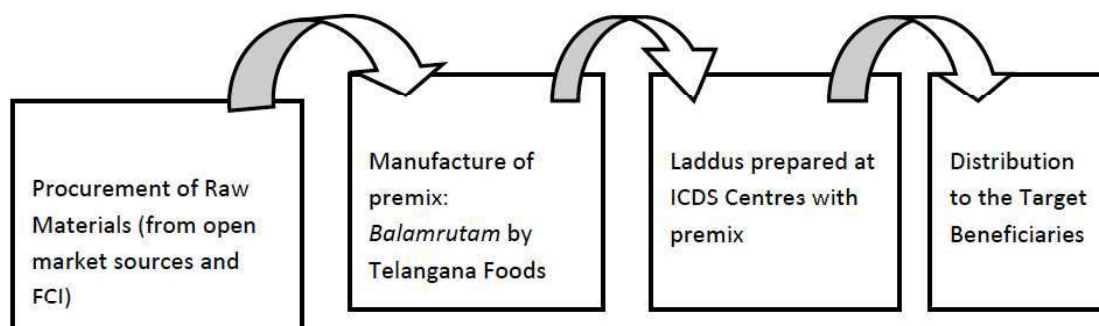 Procurement of Raw
Materials (from open
market sources and
FCI)
Manufacture of
premix:
Balamrutam by
Telangana Foods
Laddus prepared at
ICDS Centres with
premix
Distribution
to the Target
Beneficiaries